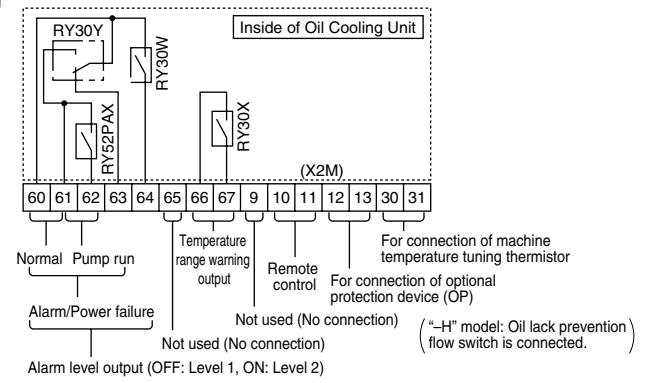 Inside of Oil Cooling Unit
RY30Y
RY30W
RY52PAX
RY30X
(X2M)
60 61 62 63 64 65 66 67 9 10 11 12 13 30 31
Normal
Pump run
Alarm/Power failure
Alarm level output (OFF: Level 1, ON: Level 2)
Not used (No connection)
Temperature
range warning
output
Not used (No connection)
Remote
control
For connection of optional
protection device (OP)
For connection of machine
temperature tuning thermistor
(“–H” model: Oil lack prevention
flow switch is connected.)